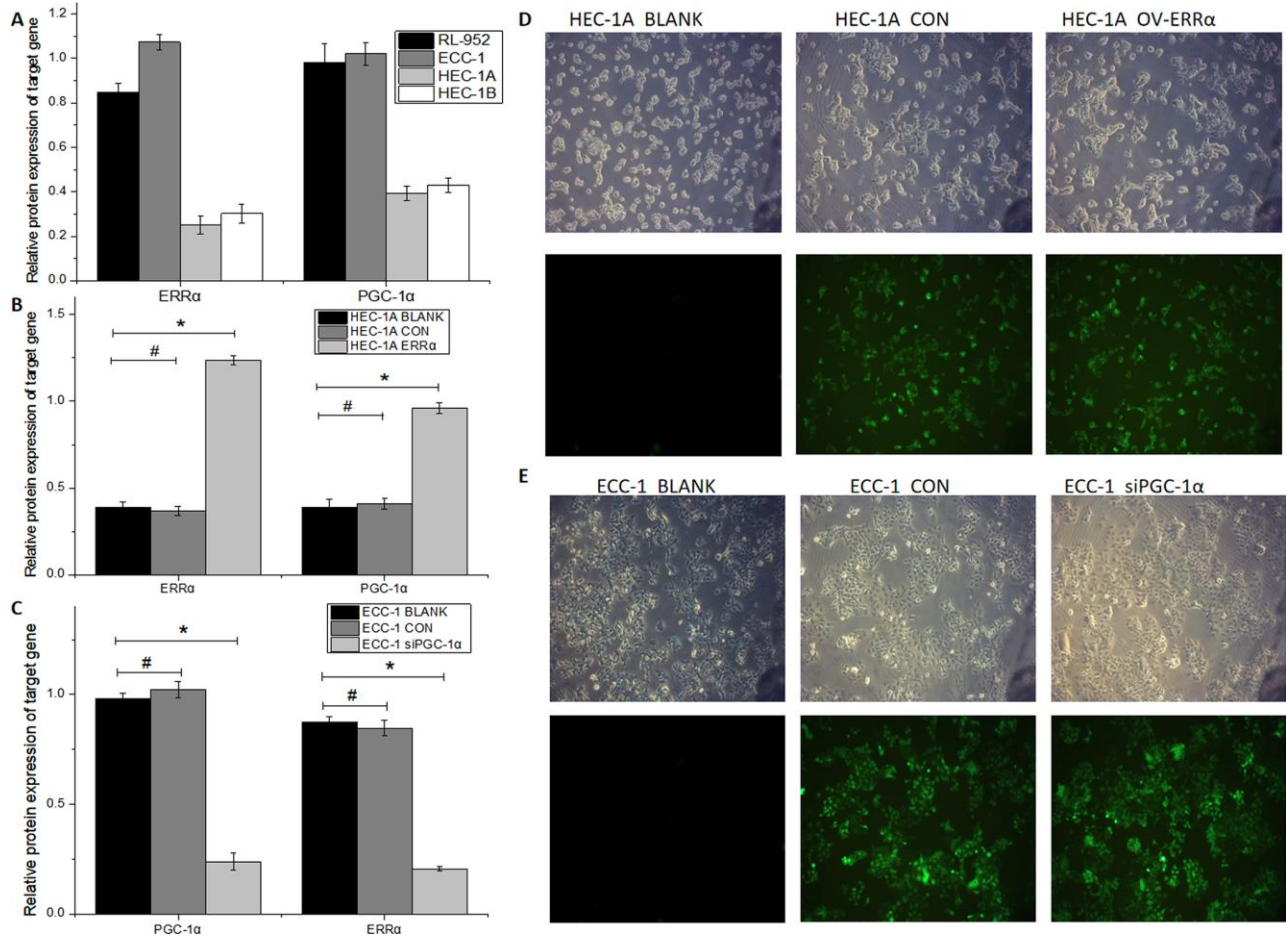 A
Relative protein expression of target gene
1.2
1.0
0.8
0.6
0.4
0.2
0.0
RL-952
ECC-1
HEC-1A
HEC-1B
ERRα
PGC-1α
B
Relative protein expression of target gene
1.5
1.0
0.5
0.0
HEC-1A BLANK
HEC-1A CON
HEC-1A ERRα
*
#
*
#
ERRα
PGC-1α
C
Relative protein expression of target gene
1.0
0.5
0.0
ECC-1 BLANK
ECC-1 CON
ECC-1 siPGC-1α
*
#
*
#
PGC-1α
ERRα
D
HEC-1A BLANK
HEC-1A CON
HEC-1A OV-ERRα
E
ECC-1 BLANK
ECC-1 CON
ECC-1 siPGC-1α